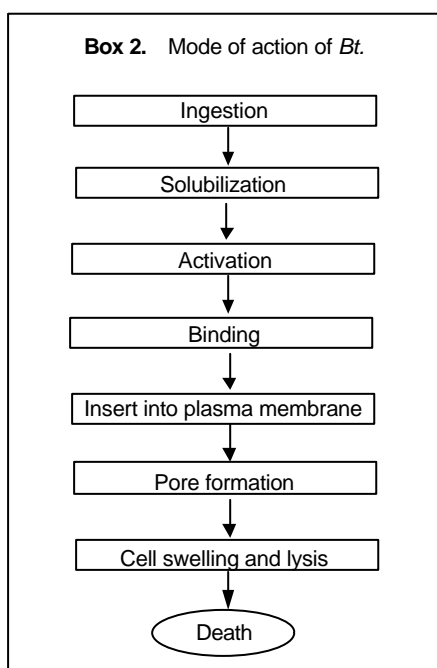 Box 2. Mode of action of Bt.
Ingestion
Solubilization
Activation
Binding
Insert into plasma membrane
Pore formation
Cell swelling and lysis
Death